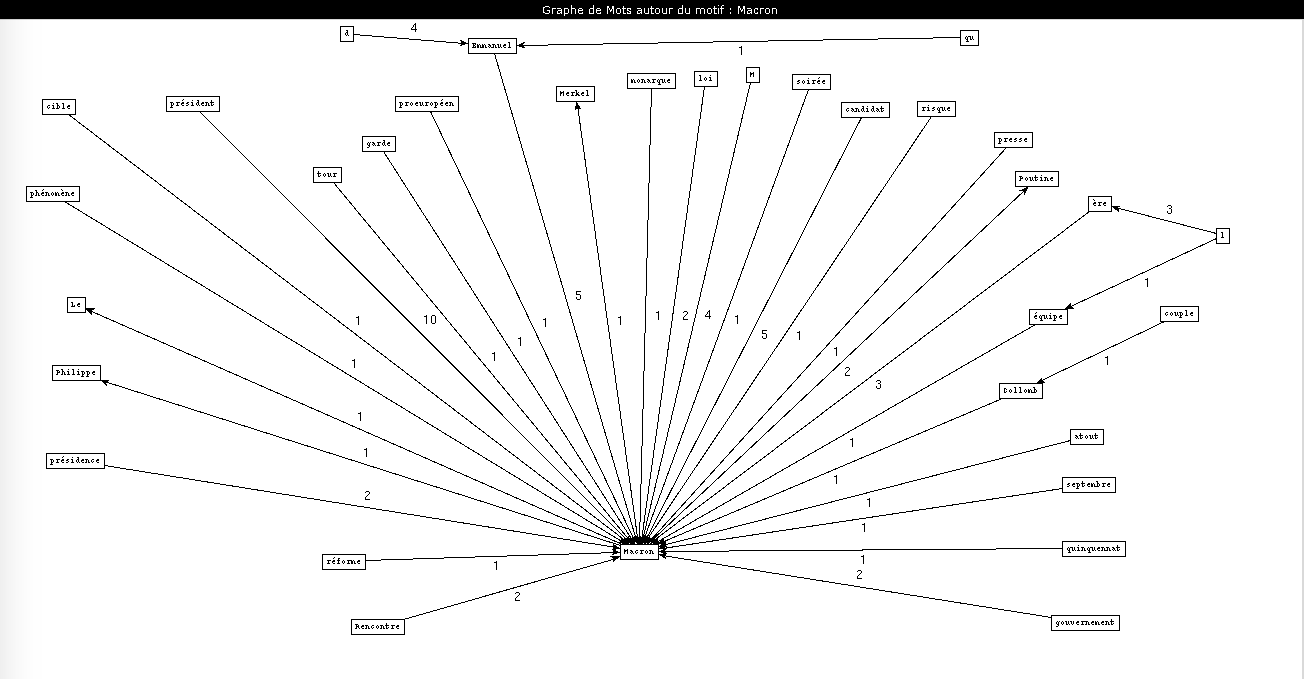 Graphe de Mots autour du motif : Macron
d
4
Emmanuel
1
qu
cible
président
proeuropéen
Merkel
monarque
loi
M
soirée
candidat
risque
garde
presse
tour
Poutine
phénomène
ère
3
l
1
Le
5
équipe
couple
1
10
1
1
1
2
4
1
5
1
1
1
1
Philippe
1
2
3
Collomb
1
1
1
atout
présidence
1
septembre
2
1
1
réforme
1
Macron
1
quinquennat
2
Rencontre
2
gouvernement